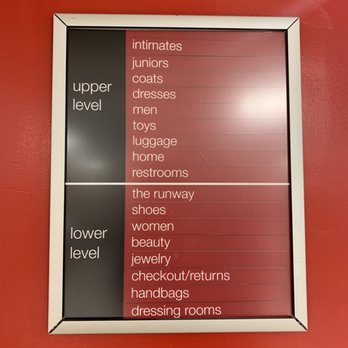 upper
level
intimates
juniors
coats
dresses
men
toys
luggage
home
restrooms
lower
level
the runway
shoes
women
beauty
jewelry
checkout/returns
handbags
dressing rooms